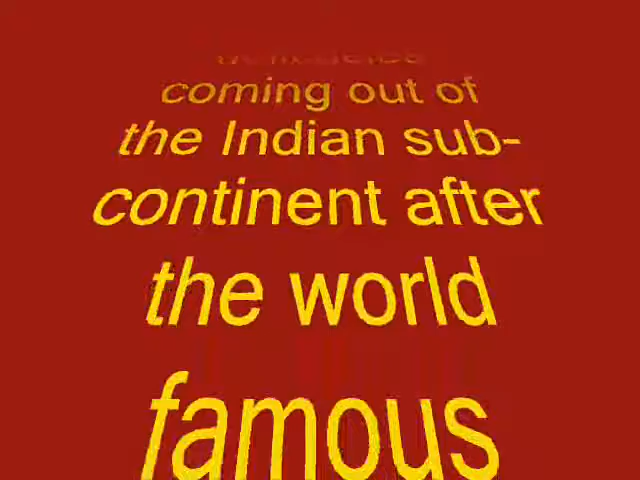 coming out of
the Indian sub-
continent after
the world
famous